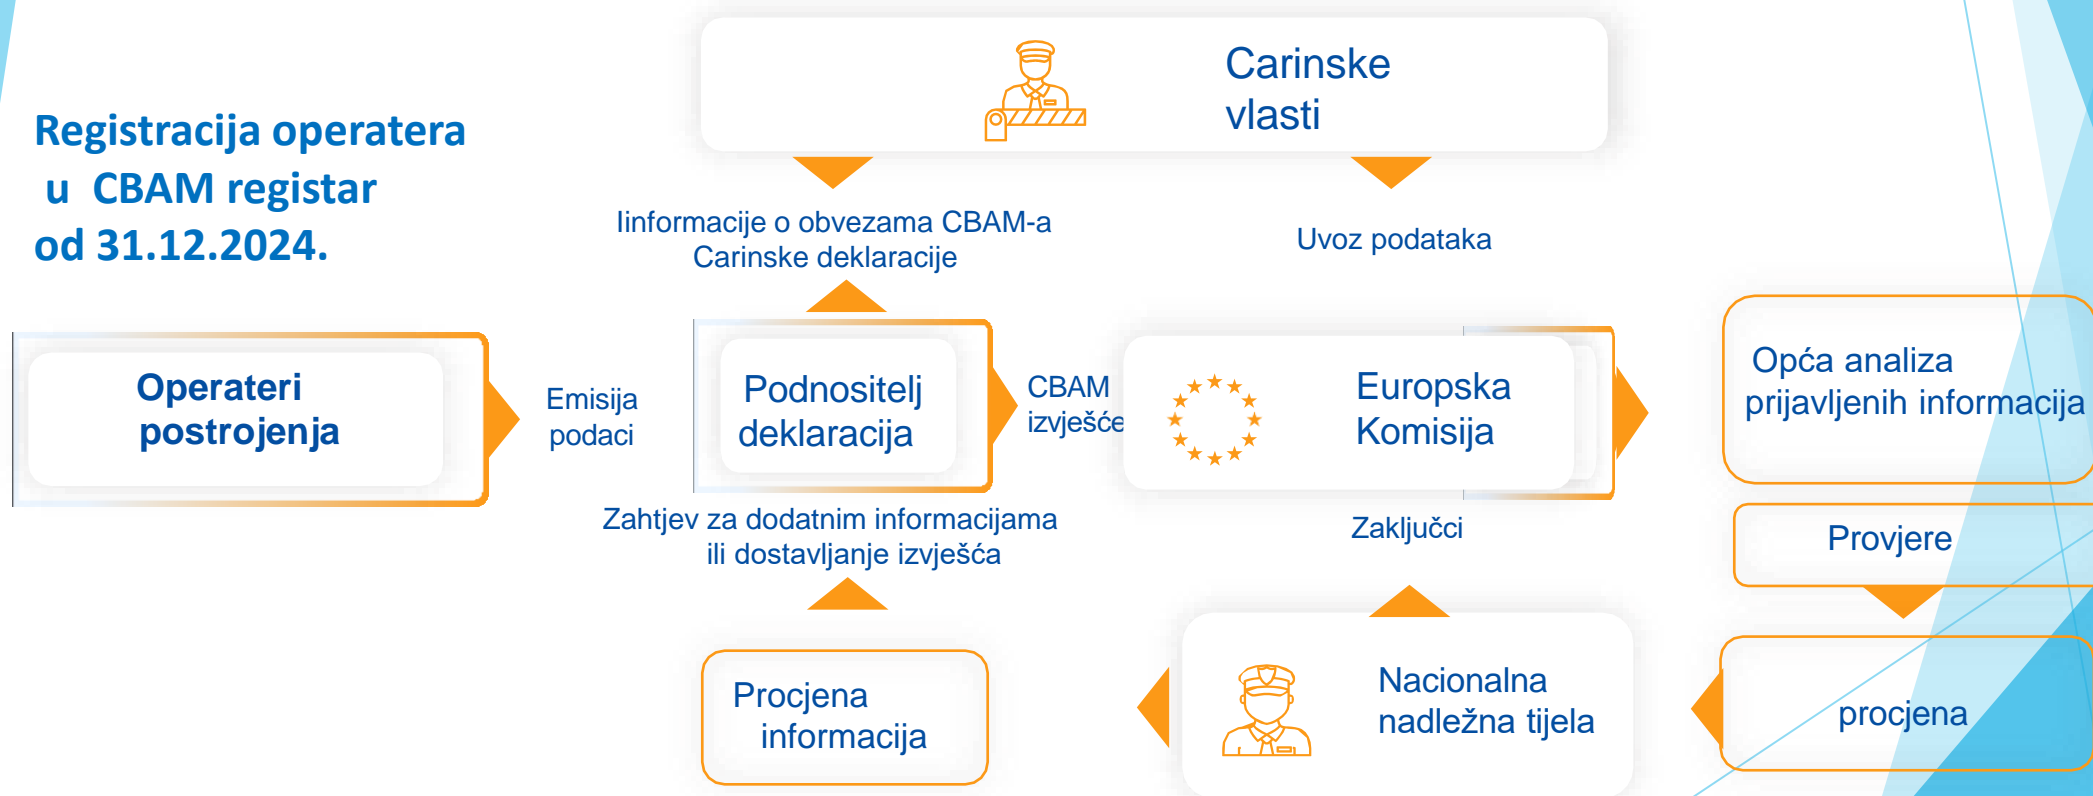 Carinske
vlasti
Registracija operatera
u CBAM registar
od 31.12.2024.
Iinformacije o obvezama CBAM-a
Carinske deklaracije
Uvoz podataka
Operateri
postrojenja
Emisija
podaci
Podnositelj
deklaracija
CBAM
izvješće
Europska
Komisija
Opća analiza
prijavljenih informacija
Zahtjev za dodatnim informacijama
ili dostavljanje izvješća
Zaključci
Provjere
Procjena
informacija
Nacionalna
nadležna tijela
procjena